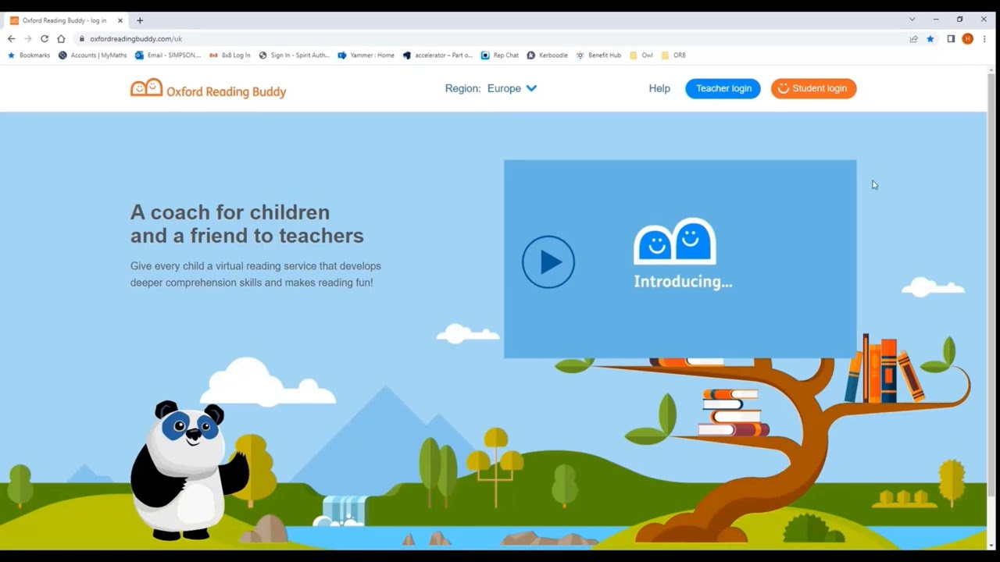 Oxford Reading Buddy - log in
oxfordreadingbuddy.com/uk
Bookmarks Accounts | MyMaths Email - SIMPSON,... 8x8 Log In Sign In - Spirit Auth... Yammer : Home accelerator – Part o... Rep Chat Kerboodle Benefit Hub Owl ORB
Oxford Reading Buddy Region: Europe Help Teacher login Student login
A coach for children
and a friend to teachers
Give every child a virtual reading service that develops
deeper comprehension skills and makes reading fun!
Introducing...